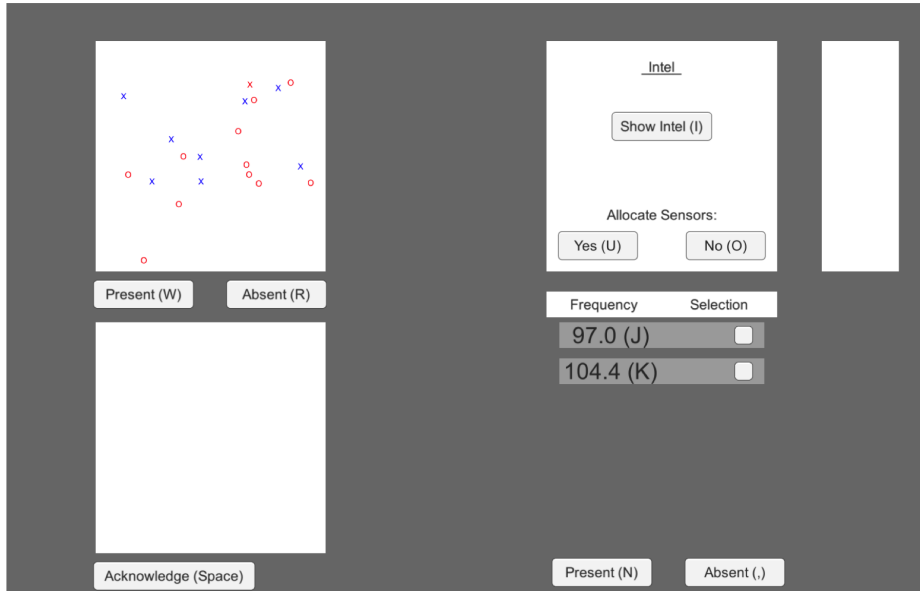 Intel
Show Intel (I)
Allocate Sensors:
Yes (U) No (O)
Present (W) Absent (R)
Frequency Selection
97.0 (J)
104.4 (K)
Acknowledge (Space)
Present (N) Absent (,)